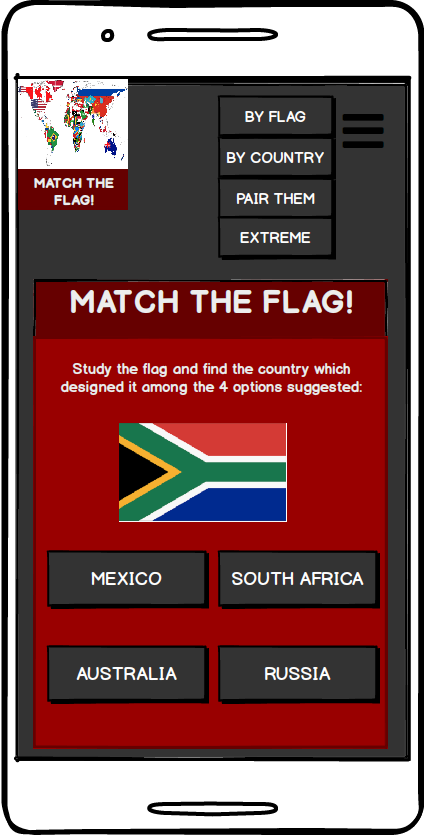 MATCH THE
FLAG!
BY FLAG
BY COUNTRY
PAIR THEM
EXTREME
MATCH THE FLAG!
Study the flag and find the country which
designed it among the 4 options suggested:
MEXICO
SOUTH AFRICA
AUSTRALIA
RUSSIA